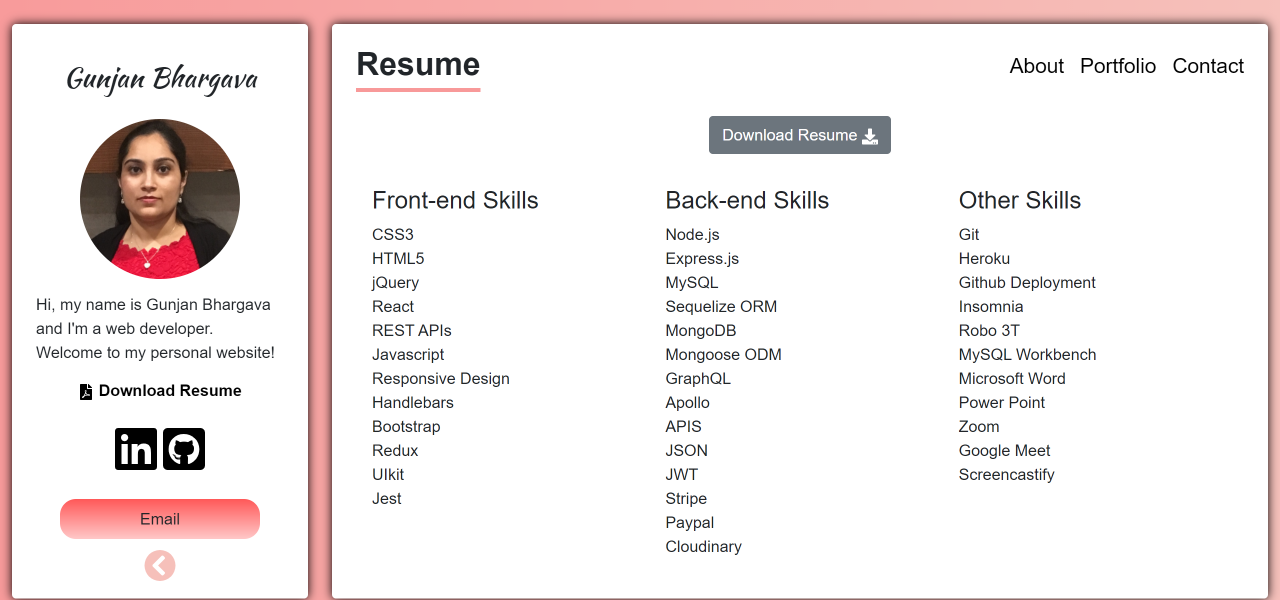 Gunjan Bhargava
Hi, my name is Gunjan Bhargava
and I'm a web developer.
Welcome to my personal website!
Download Resume
in
Email
Resume
About Portfolio Contact
Download Resume
Front-end Skills
CSS3
HTML5
jQuery
React
REST APIs
Javascript
Responsive Design
Handlebars
Bootstrap
Redux
UIkit
Jest
Back-end Skills
Node.js
Express.js
MySQL
Sequelize ORM
MongoDB
Mongoose ODM
GraphQL
Apollo
APIS
JSON
JWT
Stripe
Paypal
Cloudinary
Other Skills
Git
Heroku
Github Deployment
Insomnia
Robo 3T
MySQL Workbench
Microsoft Word
Power Point
Zoom
Google Meet
Screencastify